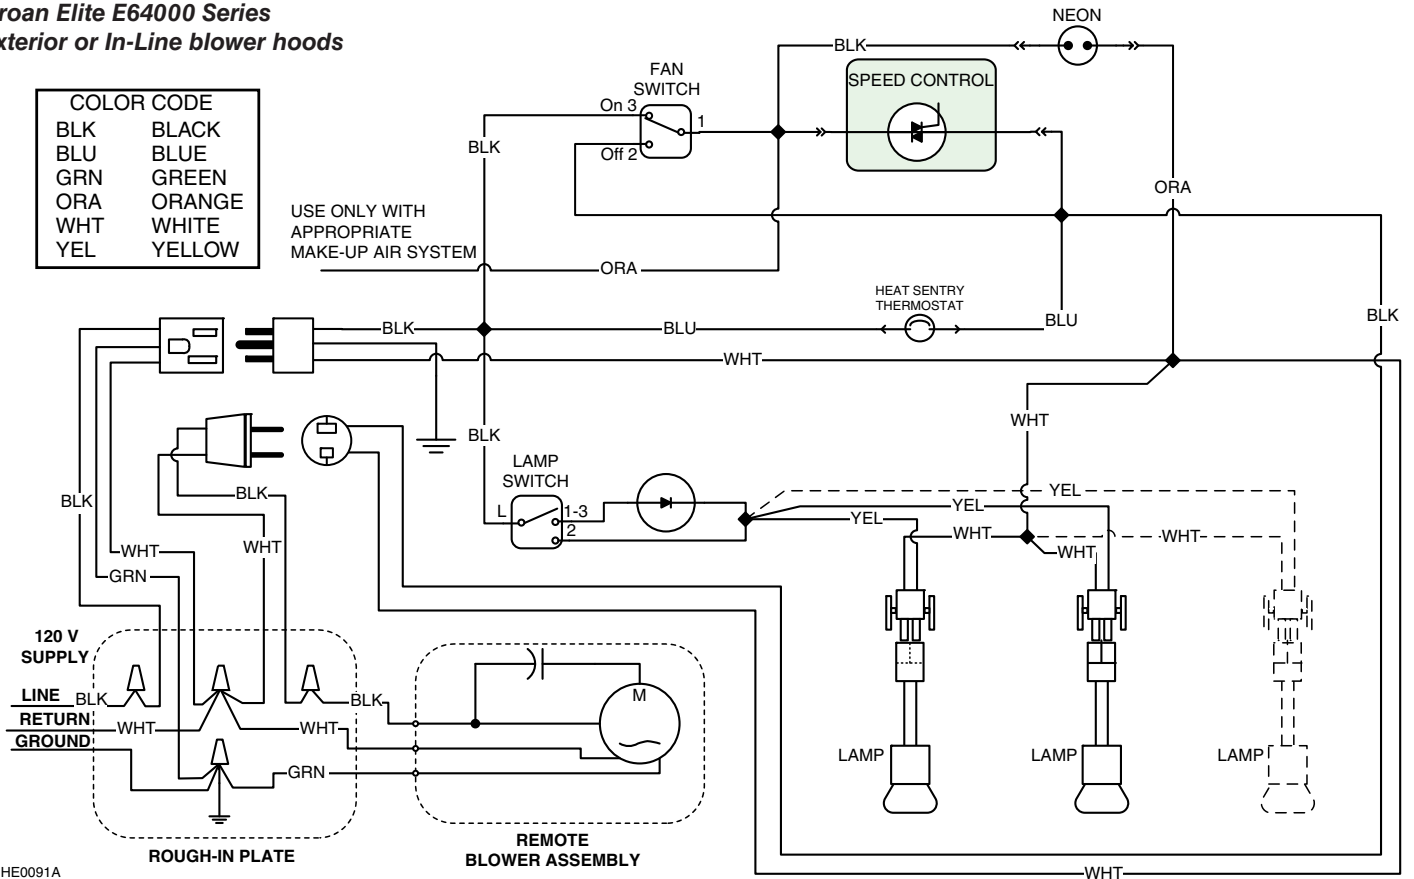 roan Elite E64000 Series
xterior or In-Line blower hoods
COLOR CODE
BLK BLACK
BLU BLUE
GRN GREEN
ORA ORANGE
WHT WHITE
YEL YELLOW
NEON
BLK
FAN
SWITCH
On 3
1
Off 2
SPEED CONTROL
BLK
ORA
USE ONLY WITH
APPROPRIATE
MAKE-UP AIR SYSTEM
ORA
HEAT SENTRY
THERMOSTAT
BLK
BLU
BLU
BLK
WHT
WHT
BLK
LAMP
SWITCH
L
1-3
2
YEL
YEL
YEL
WHT
WHT
WHT
BLK
BLK
WHT
WHT
GRN
120 V
SUPPLY
LINE
BLK
BLK
RETURN
WHT
WHT
GROUND
GRN
M
LAMP
LAMP
LAMP
ROUGH-IN PLATE
REMOTE
BLOWER ASSEMBLY
HE0091A
WHT